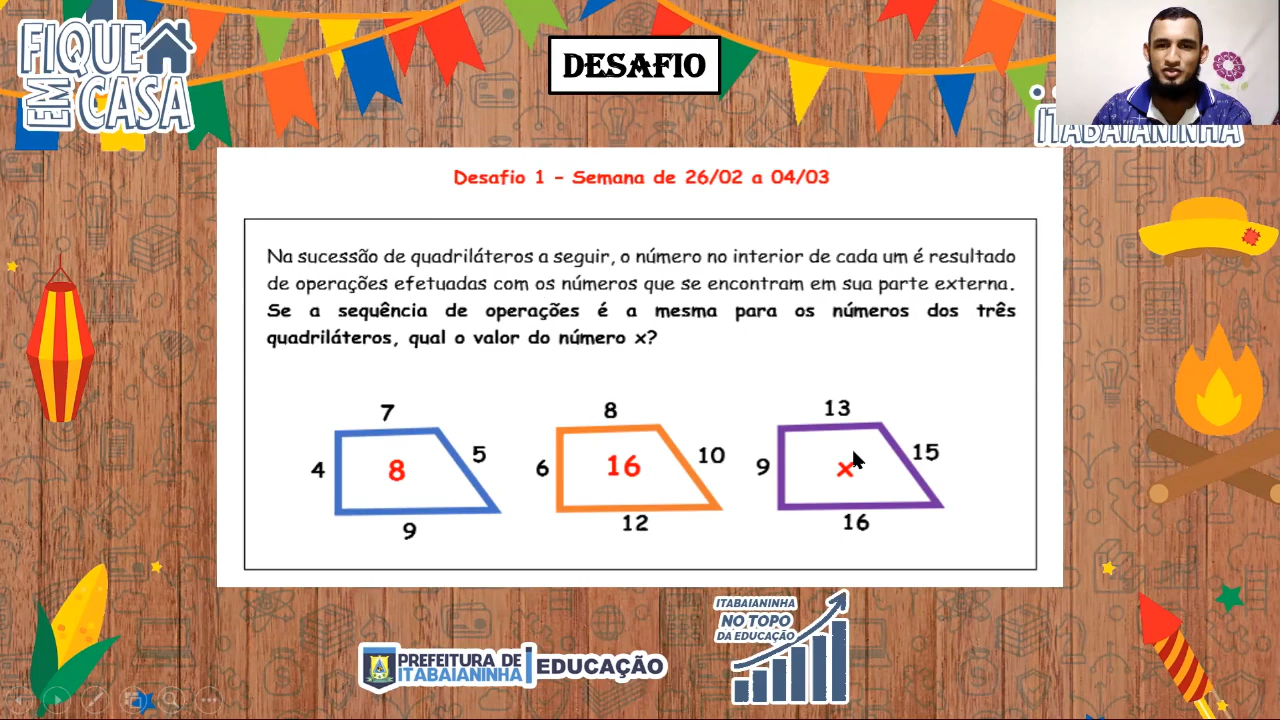 FIQUE
EM CASA
DESAFIO
ITABAIANINHA
Desafio 1 – Semana de 26/02 a 04/03
Na sucessão de quadriláteros a seguir, o número no interior de cada um é resultado
de operações efetuadas com os números que se encontram em sua parte externa.
Se a sequência de operações é a mesma para os números dos três
quadriláteros, qual o valor do número x?
7
4
8
5
9
8
6
16
10
12
13
9
x
15
16
ITABAIANINHA
NO TOPO
DA EDUCAÇÃO
PREFEITURA DE
ITABAIANINHA
EDUCAÇÃO